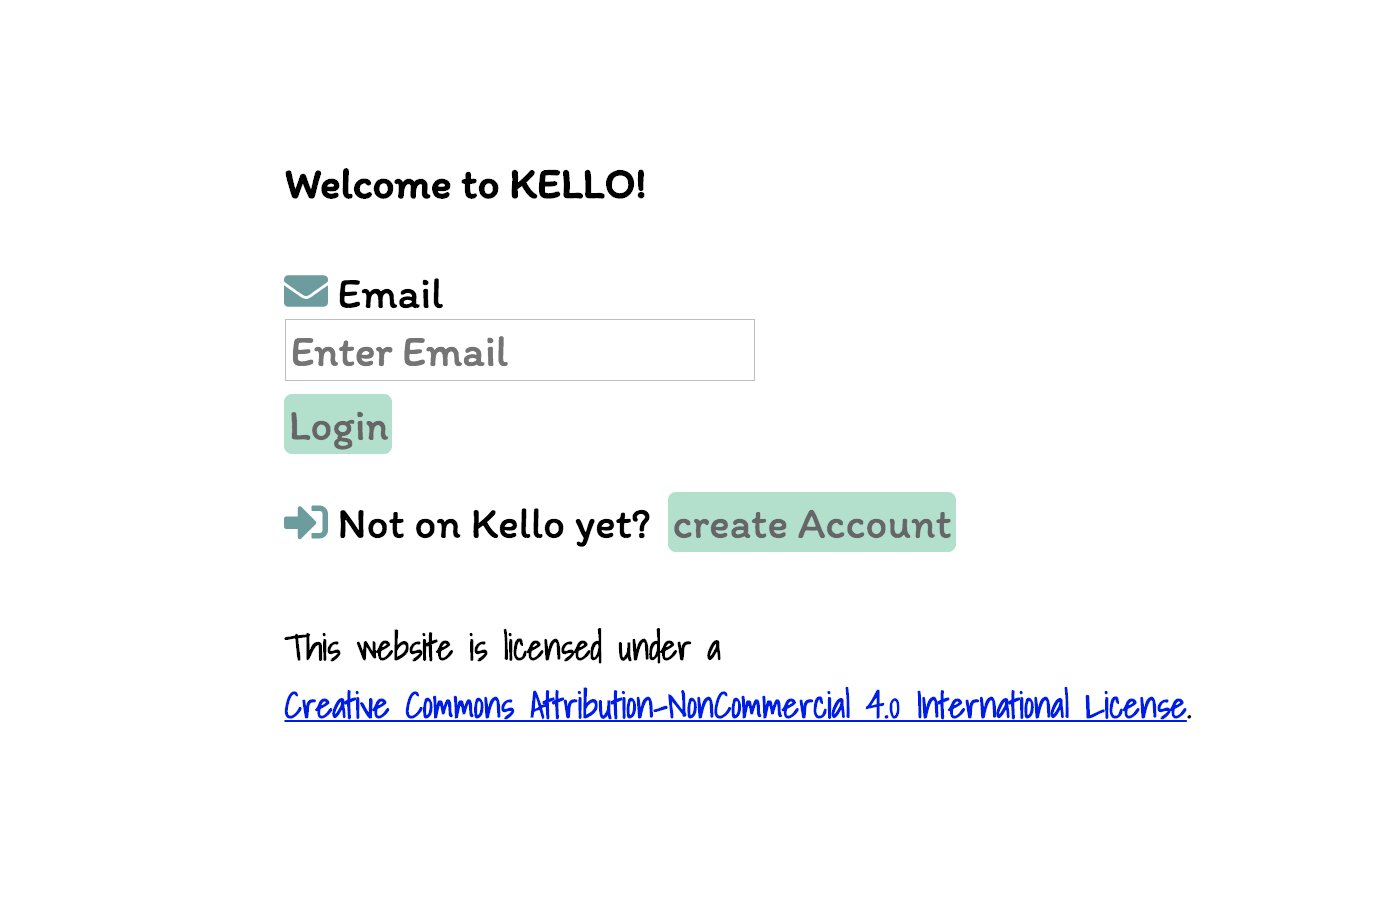 Welcome to KELLO!
Email
Enter Email
Login
Not on Kello yet? create Account
This website is licensed under a
Creative Commons Attribution-NonCommercial 4.0 International License.